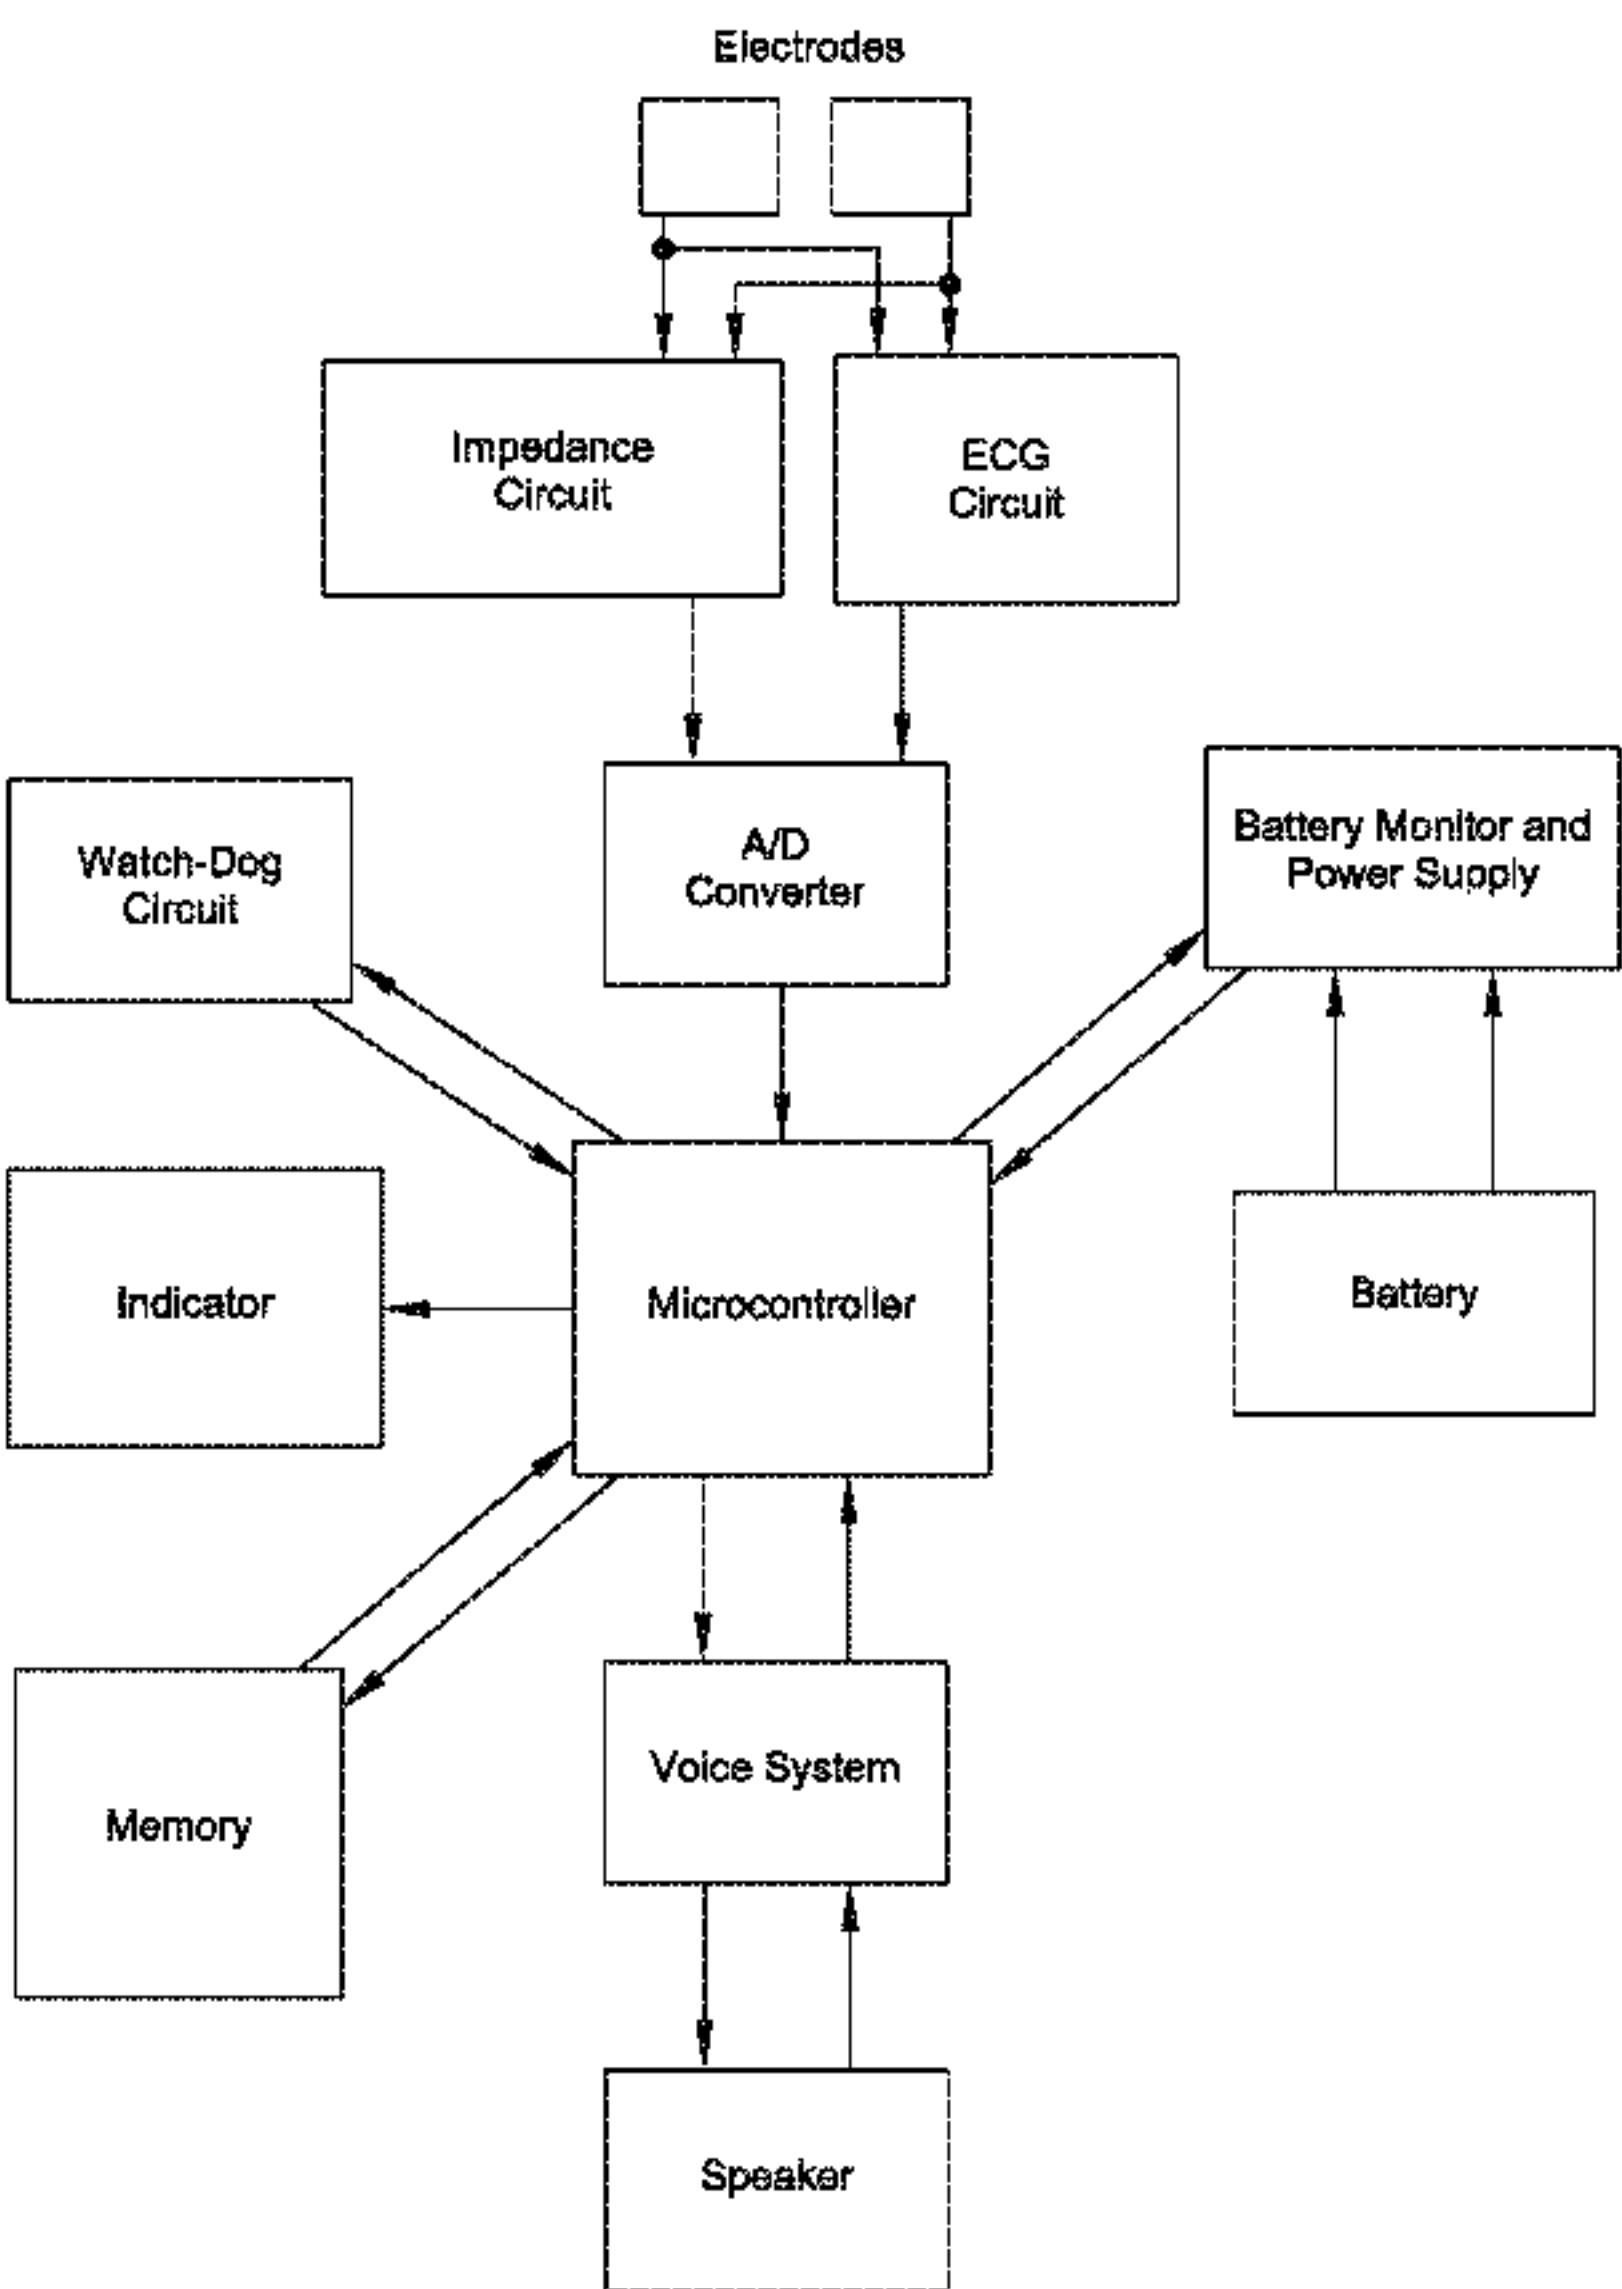 Electrodes
Impedance
Circuit
ECG
Circuit
Watch-Dog
Circuit
A/D
Converter
Battery Monitor and
Power Supply
Indicator
Microcontroller
Battery
Memory
Voice System
Speaker